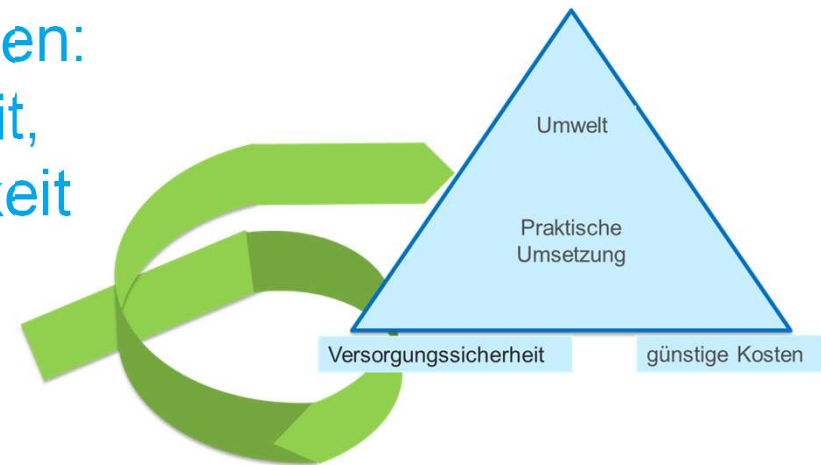 en:
it,
keit
Umwelt
Praktische
Umsetzung
Versorgungssicherheit
günstige Kosten